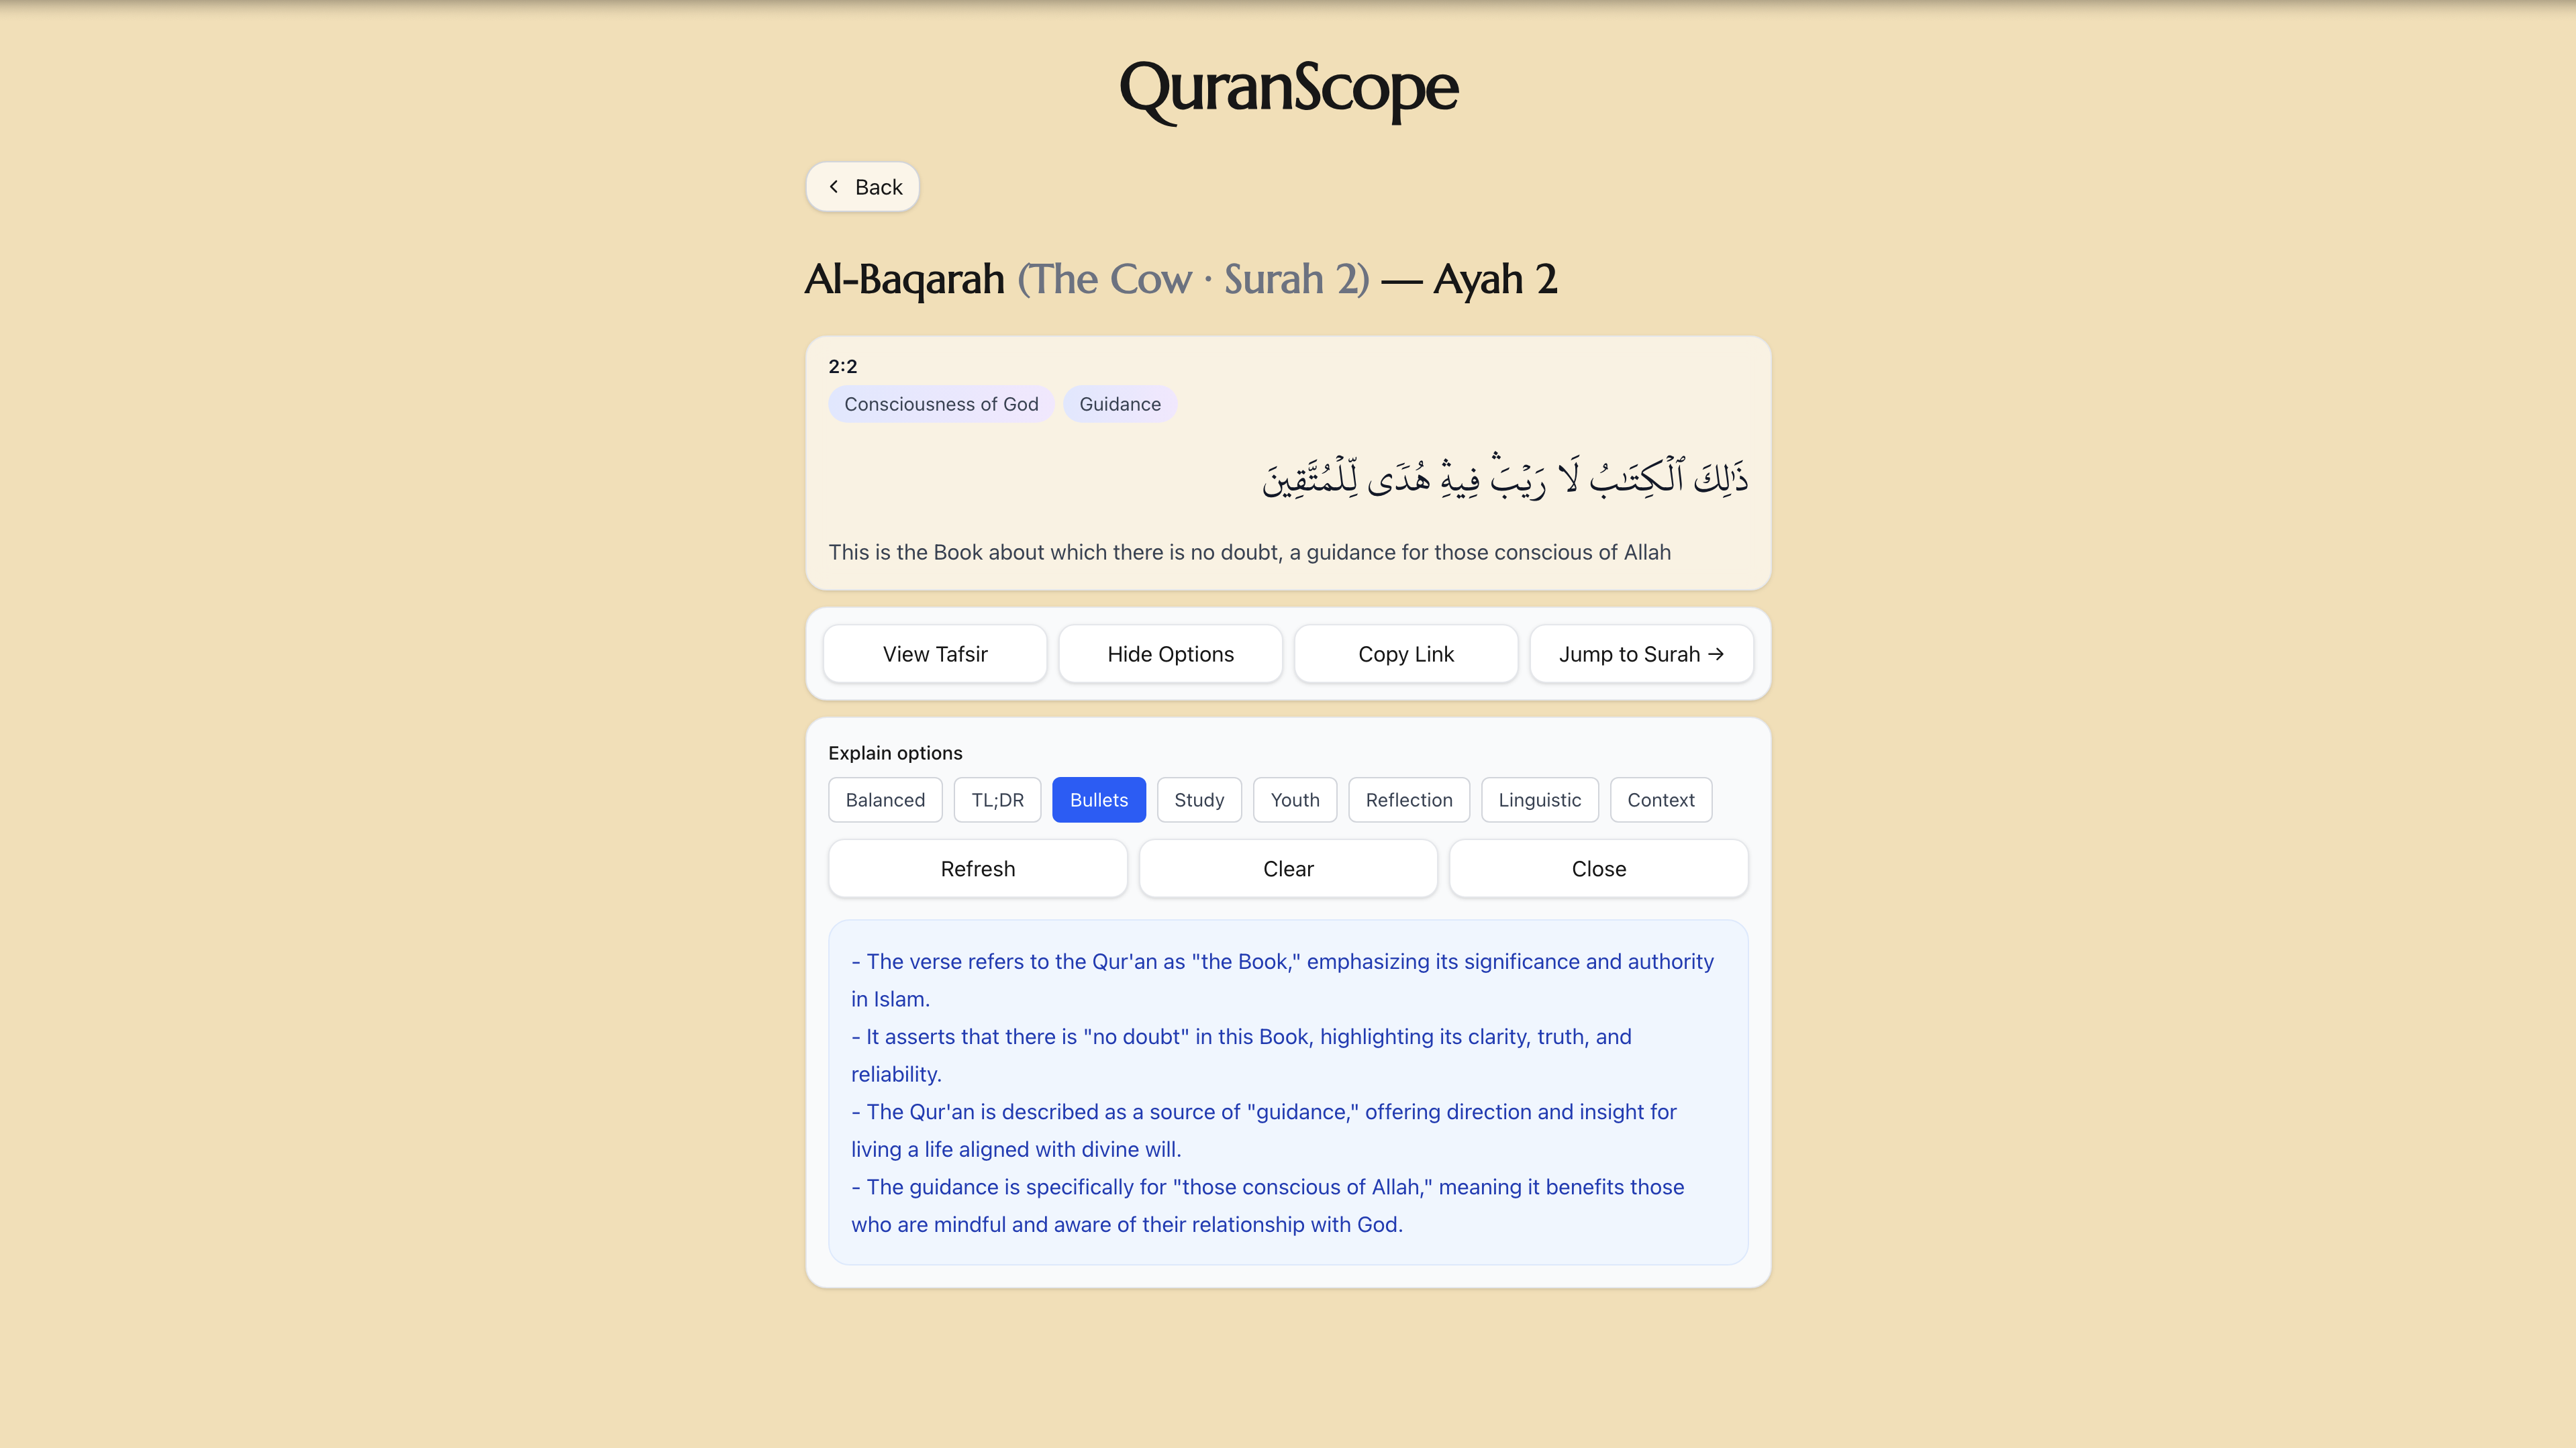 QuranScope
Back
Al-Baqarah (The Cow · Surah 2) — Ayah 2
2:2
Consciousness of God Guidance
ذَٰلِكَ ٱلْكِتَـٰبُ لَا رَيْبَ ۛ فِيهِ ۛ هُدًى لِّلْمُتَّقِينَ
This is the Book about which there is no doubt, a guidance for those conscious of Allah
View Tafsir Hide Options Copy Link Jump to Surah →
Explain options
Balanced TL;DR Bullets Study Youth Reflection Linguistic Context
Refresh Clear Close
- The verse refers to the Qur'an as "the Book," emphasizing its significance and authority
in Islam.
- It asserts that there is "no doubt" in this Book, highlighting its clarity, truth, and
reliability.
- The Qur'an is described as a source of "guidance," offering direction and insight for
living a life aligned with divine will.
- The guidance is specifically for "those conscious of Allah," meaning it benefits those
who are mindful and aware of their relationship with God.